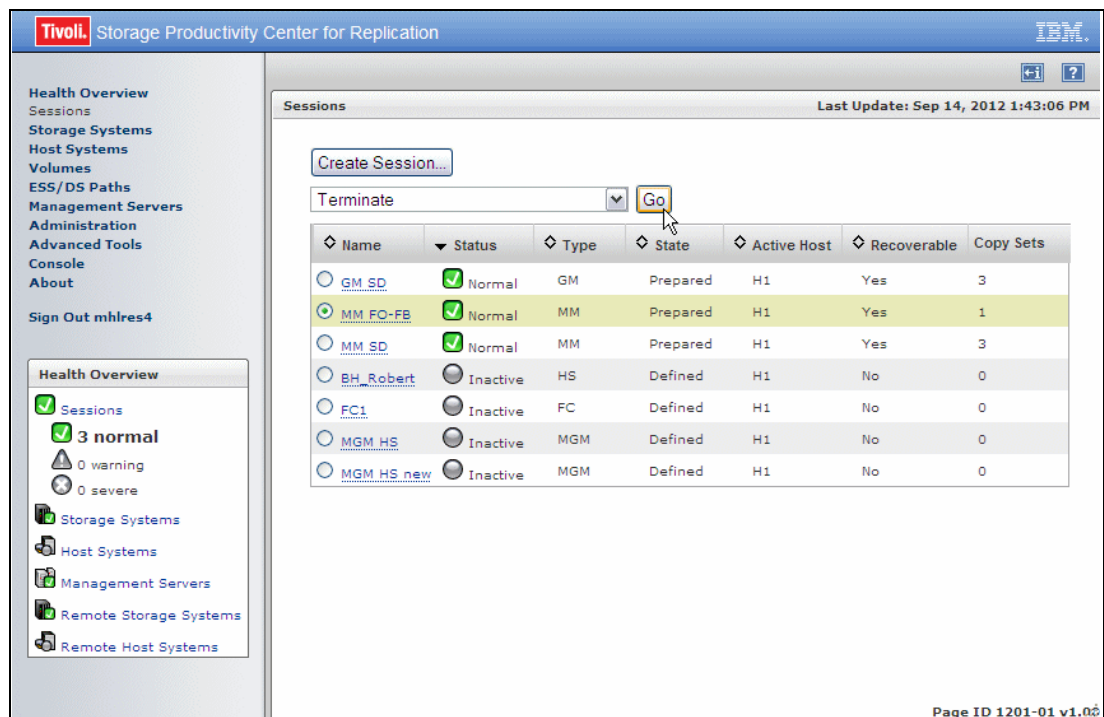 Tivoli. Storage Productivity Center for Replication IBM.
Health Overview
Sessions
Storage Systems
Host Systems
Volumes
ESS/DS Paths
Management Servers
Administration
Advanced Tools
Console
About
Sign Out mhlres4
Health Overview
Sessions
3 normal
0 warning
0 severe
Storage Systems
Host Systems
Management Servers
Remote Storage Systems
Remote Host Systems
Sessions Last Update: Sep 14, 2012 1:43:06 PM
Create Session...
Terminate Go
Name Status Type State Active Host Recoverable Copy Sets
GM SD Normal GM Prepared H1 Yes 3
MM FO-FB Normal MM Prepared H1 Yes 1
MM SD Normal MM Prepared H1 Yes 3
BH_Robert Inactive HS Defined H1 No 0
FC1 Inactive FC Defined H1 No 0
MGM HS Inactive MGM Defined H1 No 0
MGM HS new Inactive MGM Defined H1 No 0
Page ID 1201-01